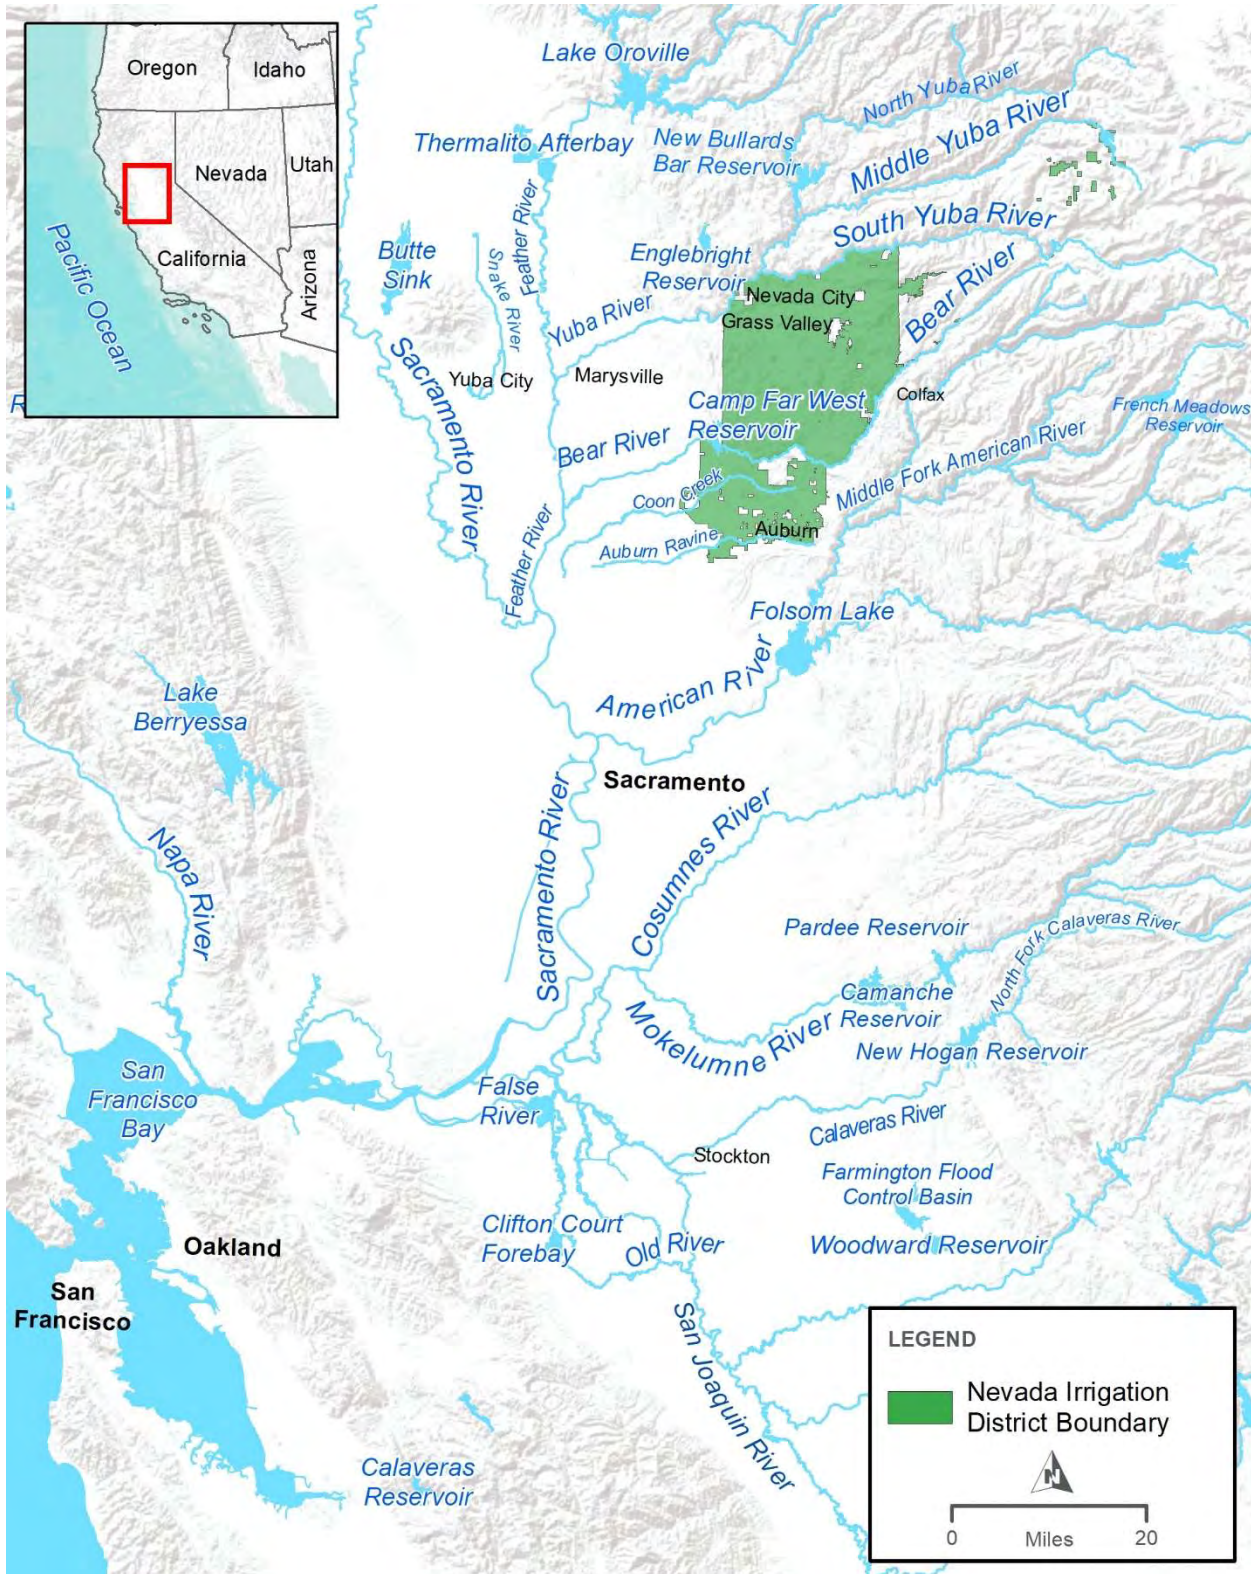 Oregon
Idaho
Nevada
Utah
California
Arizona
Pacific Ocean
R
Lake Oroville
North Yuba River
Middle Yuba River
Thermalito Afterbay
New Bullards
Bar Reservoir
South Yuba River
Feather River
Butte
Sink
Snake River
Englebright
Reservoir
Bear River
Nevada City
Grass Valley
Yuba River
Sacramento River
Yuba City
Marysville
Colfax
Camp Far West
Reservoir
French Meadows
Reservoir
Bear River
Middle Fork American River
Coon Creek
Auburn
Auburn Ravine
Feather River
Folsom Lake
American River
Lake
Berryessa
Sacramento
Sacramento River
Cosumnes River
Napa River
Pardee Reservoir
North Fork Calaveras River
Camanche
Reservoir
Mokelumne River
New Hogan Reservoir
San
Francisco
Bay
False
River
Calaveras River
Stockton
Farmington Flood
Control Basin
Clifton Court
Forebay
Old River
Woodward Reservoir
Oakland
San
Francisco
San Joaquin River
Calaveras
Reservoir
LEGEND
Nevada Irrigation
District Boundary
N
0 20
Miles